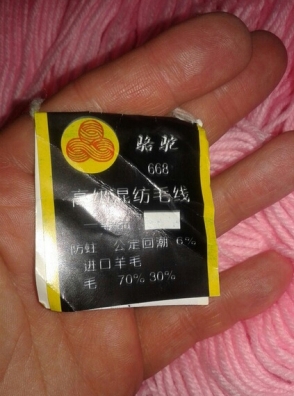 骆驼
668
高级混纺毛线
防蛀 公定回潮 6%
进口羊毛
毛 70% 30%